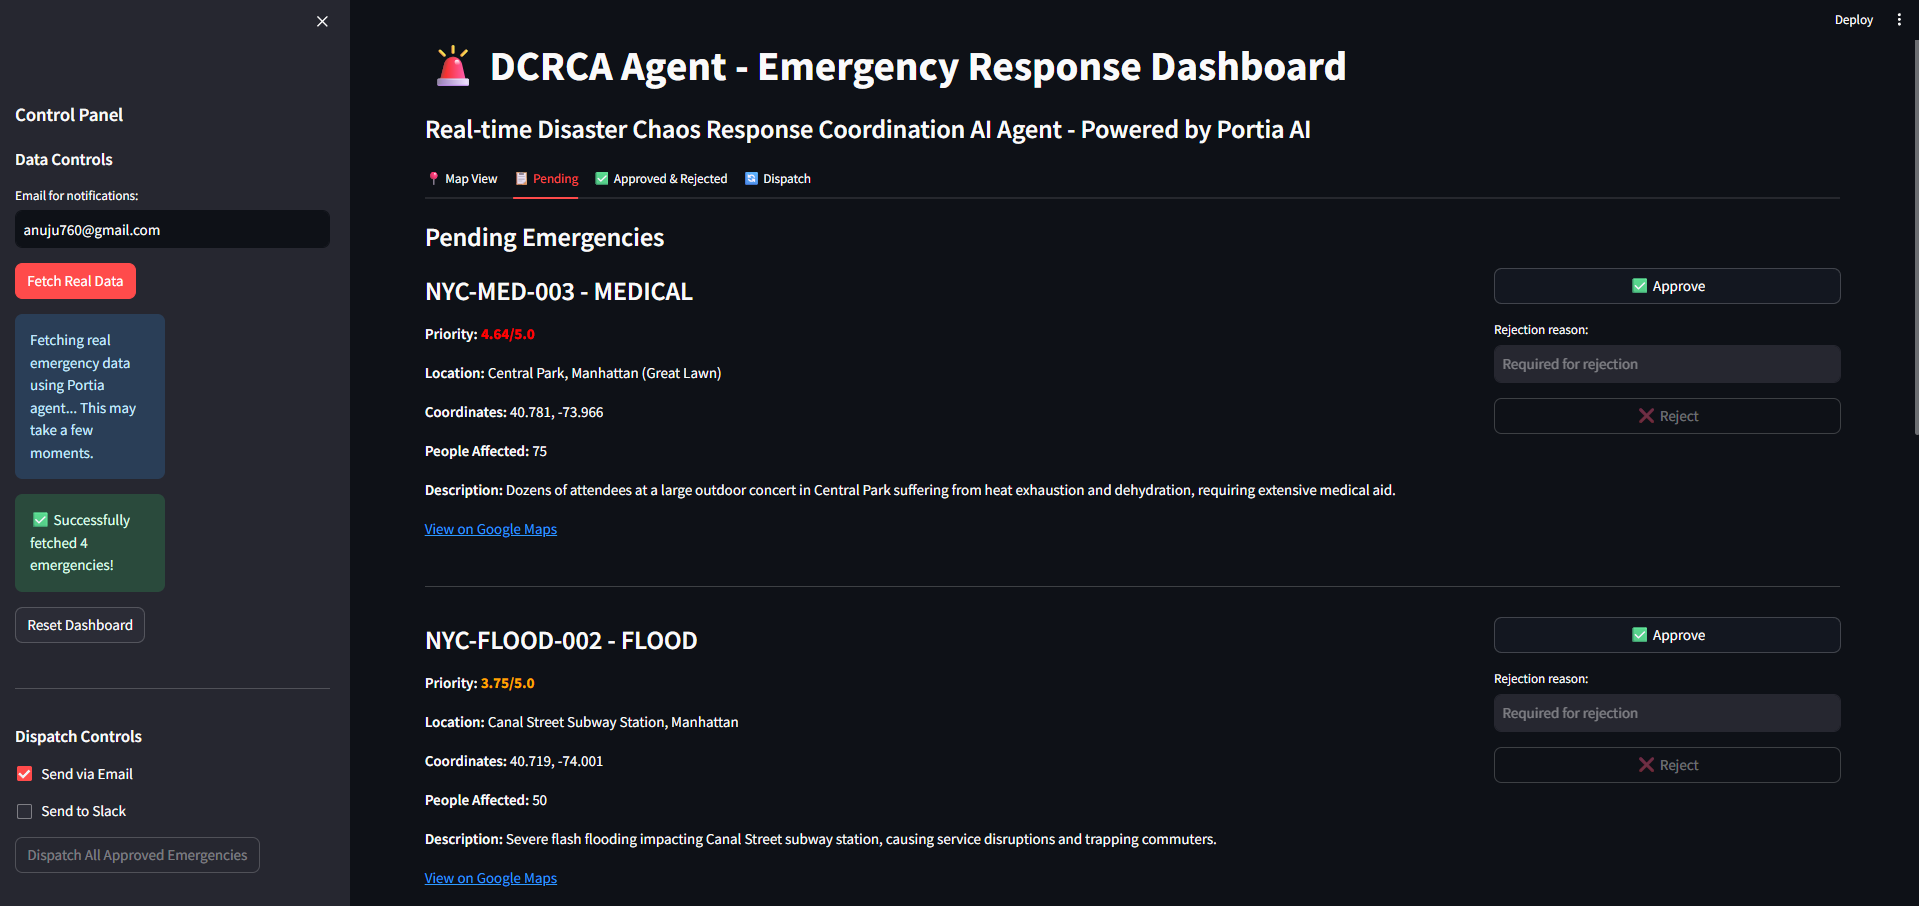 Control Panel
Data Controls
Email for notifications:
anuju760@gmail.com
Fetch Real Data
Fetching real
emergency data
using Portia
agent... This may
take a few
moments.
✅ Successfully
fetched 4
emergencies!
Reset Dashboard
Dispatch Controls
Send via Email
Send to Slack
Dispatch All Approved Emergencies
Deploy
🚨 DCRCA Agent - Emergency Response Dashboard
Real-time Disaster Chaos Response Coordination AI Agent - Powered by Portia AI
📍 Map View 📋 Pending ✅ Approved & Rejected 🔄 Dispatch
Pending Emergencies
NYC-MED-003 - MEDICAL
Priority: 4.64/5.0
Location: Central Park, Manhattan (Great Lawn)
Coordinates: 40.781, -73.966
People Affected: 75
Description: Dozens of attendees at a large outdoor concert in Central Park suffering from heat exhaustion and dehydration, requiring extensive medical aid.
View on Google Maps
✅ Approve
Rejection reason:
Required for rejection
❌ Reject
NYC-FLOOD-002 - FLOOD
Priority: 3.75/5.0
Location: Canal Street Subway Station, Manhattan
Coordinates: 40.719, -74.001
People Affected: 50
Description: Severe flash flooding impacting Canal Street subway station, causing service disruptions and trapping commuters.
View on Google Maps
✅ Approve
Rejection reason:
Required for rejection
❌ Reject